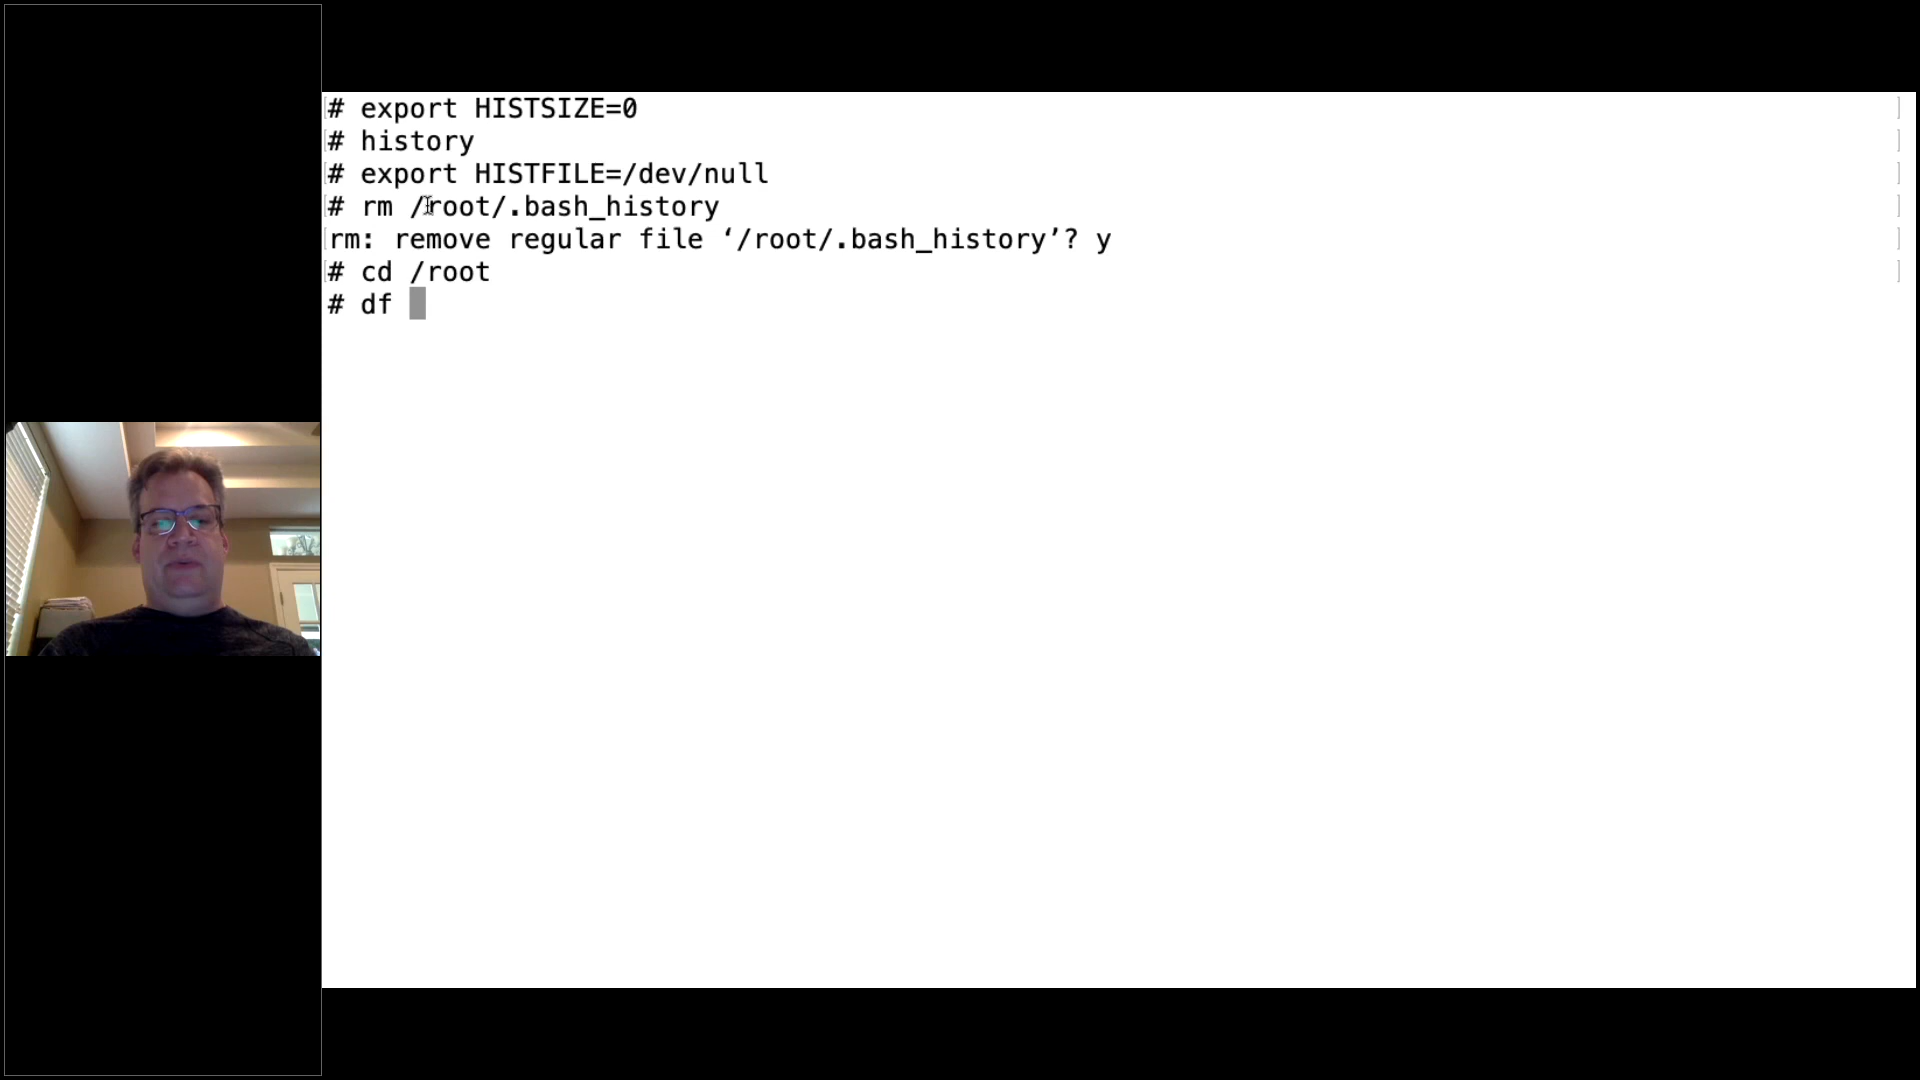 # export HISTSIZE=0
# history
# export HISTFILE=/dev/null
# rm /root/.bash_history
rm: remove regular file ‘/root/.bash_history’? y
# cd /root
# df